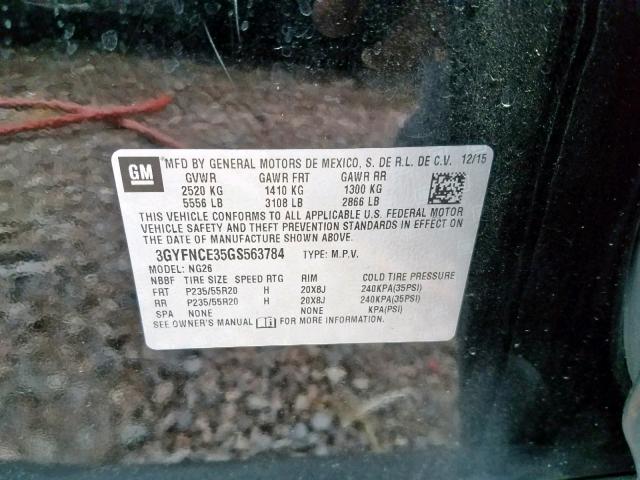 GM MFD BY GENERAL MOTORS DE MEXICO, S. DE R.L. DE C.V. 12/15
GVWR GAWR FRT GAWR RR
2520 KG 1410 KG 1300 KG
5556 LB 3108 LB 2866 LB
THIS VEHICLE CONFORMS TO ALL APPLICABLE U.S. FEDERAL MOTOR
VEHICLE SAFETY AND THEFT PREVENTION STANDARDS IN EFFECT ON
THE DATE OF MANUFACTURE SHOWN ABOVE.
3GYFNCE35GS563784 TYPE: M.P.V.
MODEL: NG26
NBBF TIRE SIZE SPEED RTG RIM COLD TIRE PRESSURE
FRT P235/55R20 H 20X8J 240KPA(35PSI)
RR P235/55R20 H 20X8J 240KPA(35PSI)
SPA NONE NONE KPA(PSI)
SEE OWNER'S MANUAL FOR MORE INFORMATION.